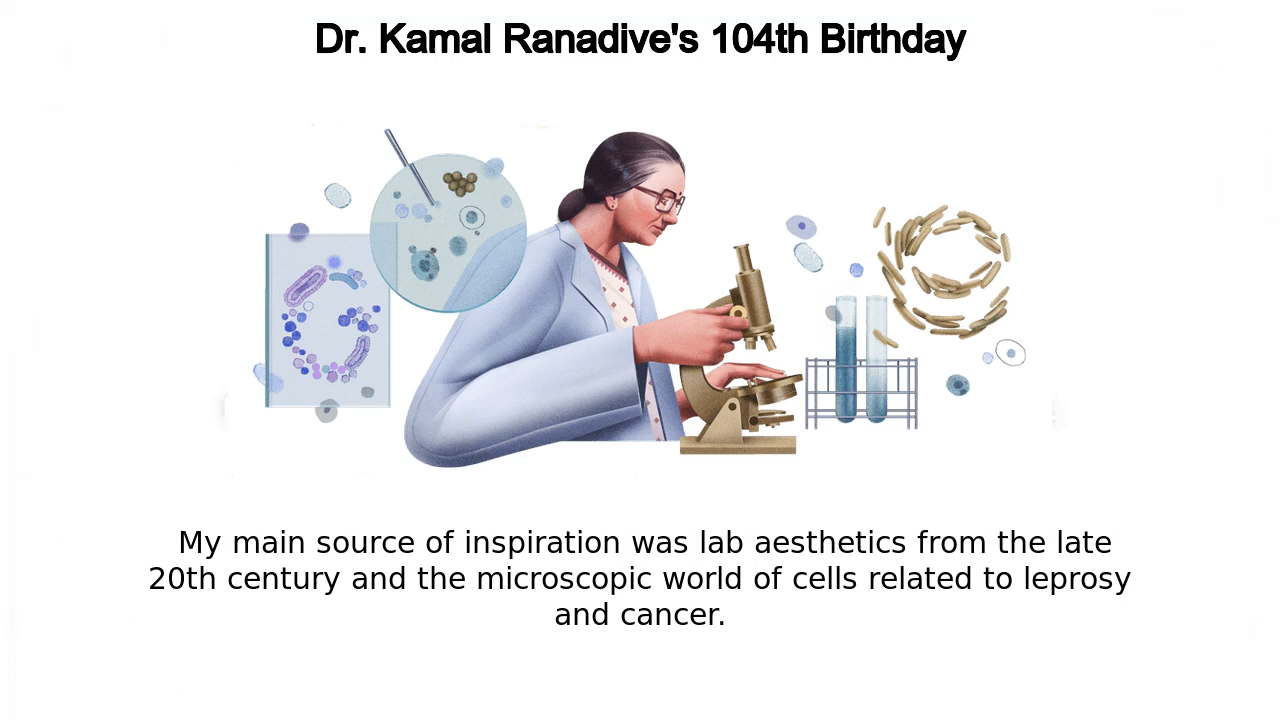 Dr. Kamal Ranadive's 104th Birthday
My main source of inspiration was lab aesthetics from the late
20th century and the microscopic world of cells related to leprosy
and cancer.